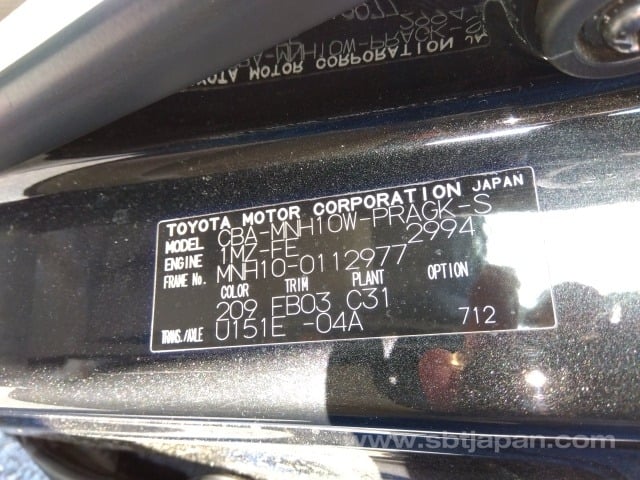 TOYOTA MOTOR CORPORATION JAPAN
MODEL CBA-MNH10W-PRAGK-S
ENGINE 1MZ-FE 2994
FRAME No. MNH10-0112977
COLOR TRIM PLANT OPTION
209 FB03 C31
TRANS./AXLE U151E -04A 712
www.sbtjapan.com